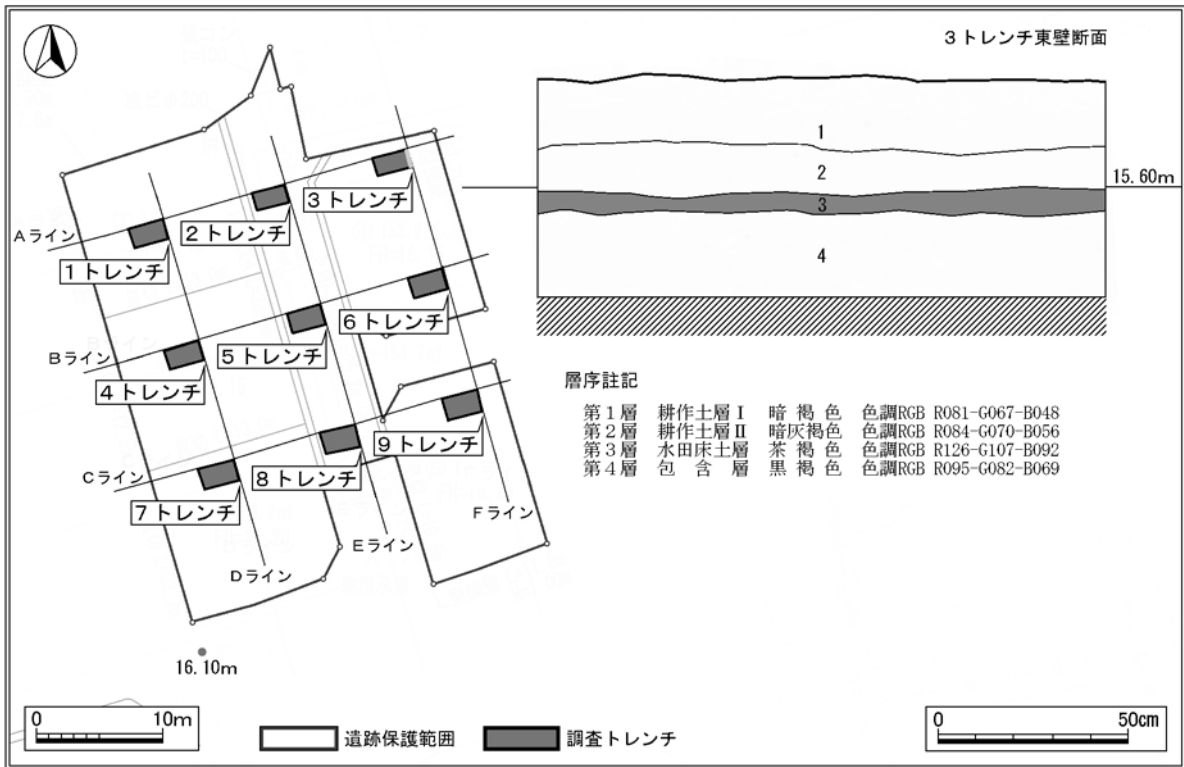 3トレンチ東壁断面
1
2
3
4
15.60m
Aライン
Bライン
Cライン
Dライン
Eライン
Fライン
1トレンチ
2トレンチ
3トレンチ
4トレンチ
5トレンチ
6トレンチ
7トレンチ
8トレンチ
9トレンチ
16.10m
層序註記
第1層 耕作土層Ⅰ 暗褐色 色調RGB R081-G067-B048
第2層 耕作土層Ⅱ 暗灰褐色 色調RGB R084-G070-B056
第3層 水田床土層 茶褐色 色調RGB R126-G107-B092
第4層 包含層 黒褐色 色調RGB R095-G082-B069
0 10m
遺跡保護範囲
調査トレンチ
0 50cm